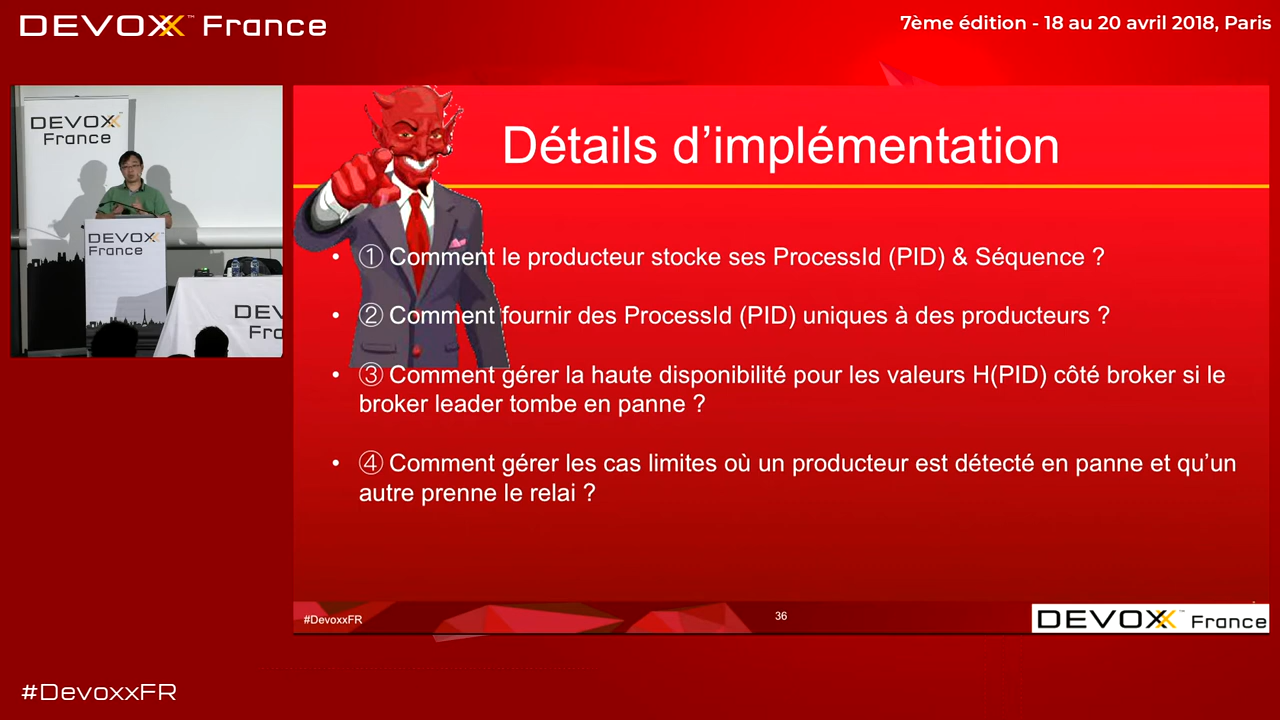 DEVOXX™ France
7ème édition - 18 au 20 avril 2018, Paris
DEVOXX
France
DEVOXX
France
DEV
Fra
Détails d’implémentation
• ① Comment le producteur stocke ses ProcessId (PID) & Séquence ?
• ② Comment fournir des ProcessId (PID) uniques à des producteurs ?
• ③ Comment gérer la haute disponibilité pour les valeurs H(PID) côté broker si le
broker leader tombe en panne ?
• ④ Comment gérer les cas limites où un producteur est détecté en panne et qu’un
autre prenne le relai ?
#DevoxxFR
36
DEVOXX™ France
#DevoxxFR